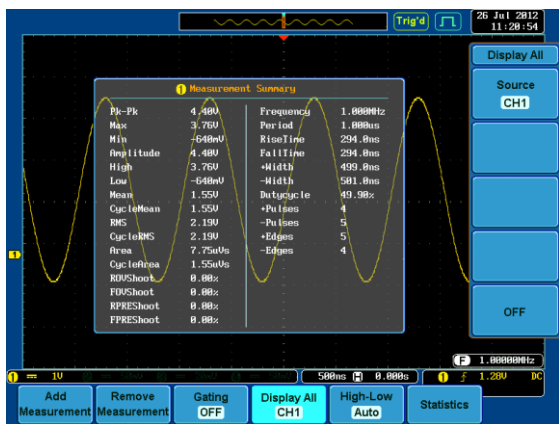 Trig'd
26 Jul 2012
11:20:54
Display All
Source
CH1
OFF
1 Measurement Summary
Pk-Pk 4.40V
Max 3.76V
Min -640mV
Amplitude 4.40V
High 3.76V
Low -640mV
Mean 1.55V
CycleMean 1.55V
RMS 2.19V
CycleRMS 2.19V
Area 7.75uVs
CycleArea 1.55uVs
ROVShoot 0.00%
FOVShoot 0.00%
RPREShoot 0.00%
FPREShoot 0.00%
Frequency 1.000MHz
Period 1.000us
RiseTime 294.0ns
FallTime 294.0ns
+Width 499.0ns
-Width 501.0ns
Dutycycle 49.90%
+Pulses 4
-Pulses 5
+Edges 5
-Edges 4
1
F 1.00000MHz
1 1V
500ns H 0.000s
1 1.28V DC
Add Measurement
Remove Measurement
Gating OFF
Display All CH1
High-Low Auto
Statistics